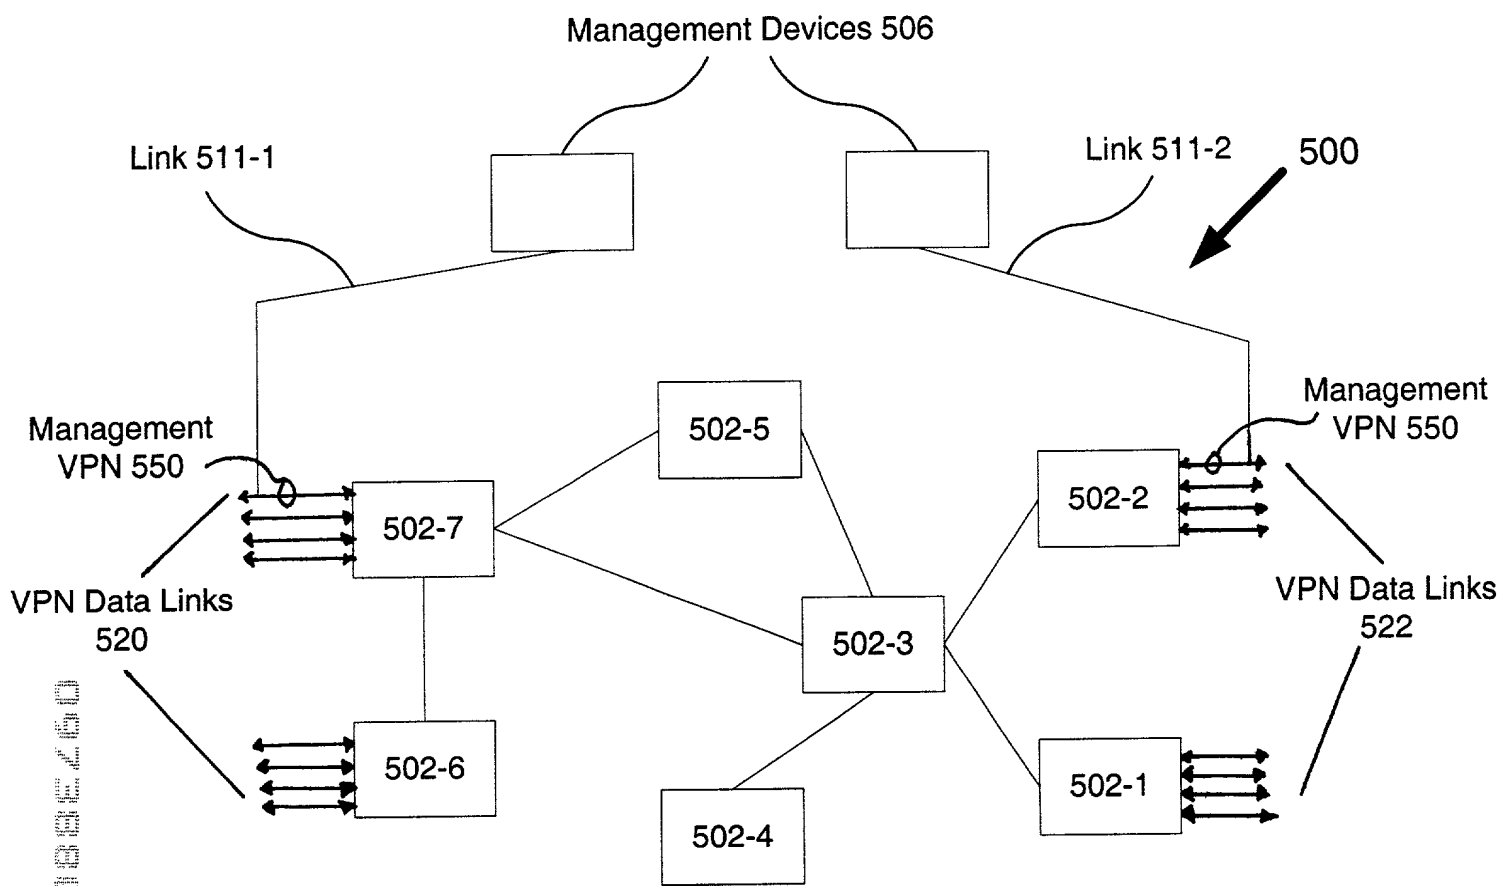 Management Devices 506
Link 511-1
Link 511-2
500
Management
VPN 550
Management
VPN 550
502-5
502-2
502-7
VPN Data Links
520
VPN Data Links
522
502-3
502-6
502-1
502-4